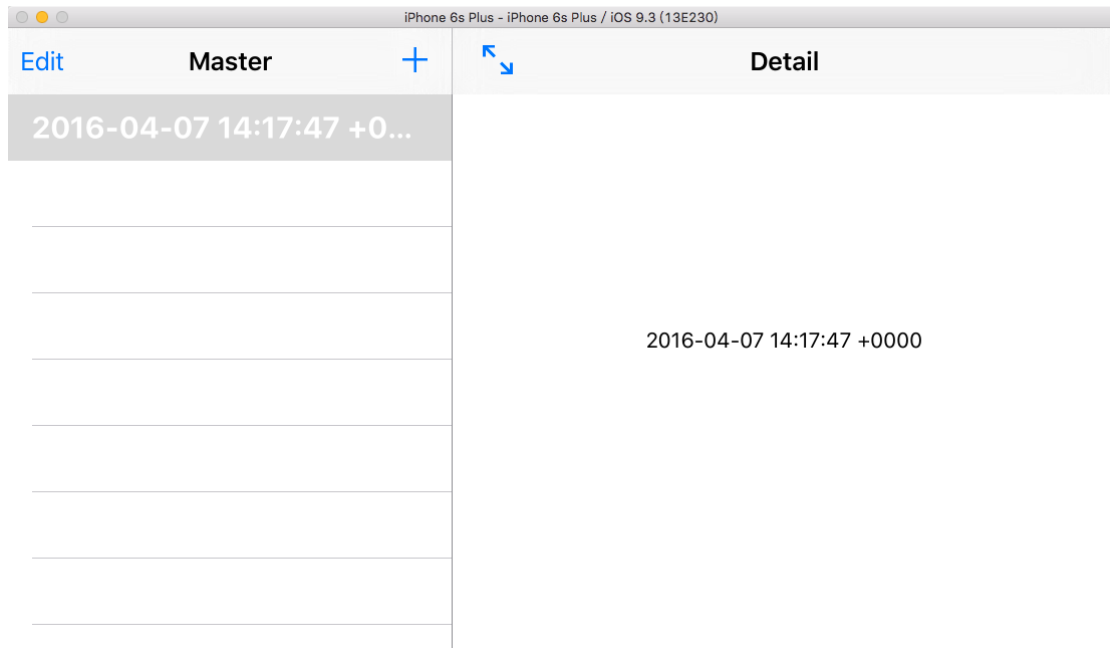 iPhone 6s Plus - iPhone 6s Plus / iOS 9.3 (13E230)
Edit Master + Detail
2016-04-07 14:17:47 +0...
2016-04-07 14:17:47 +0000